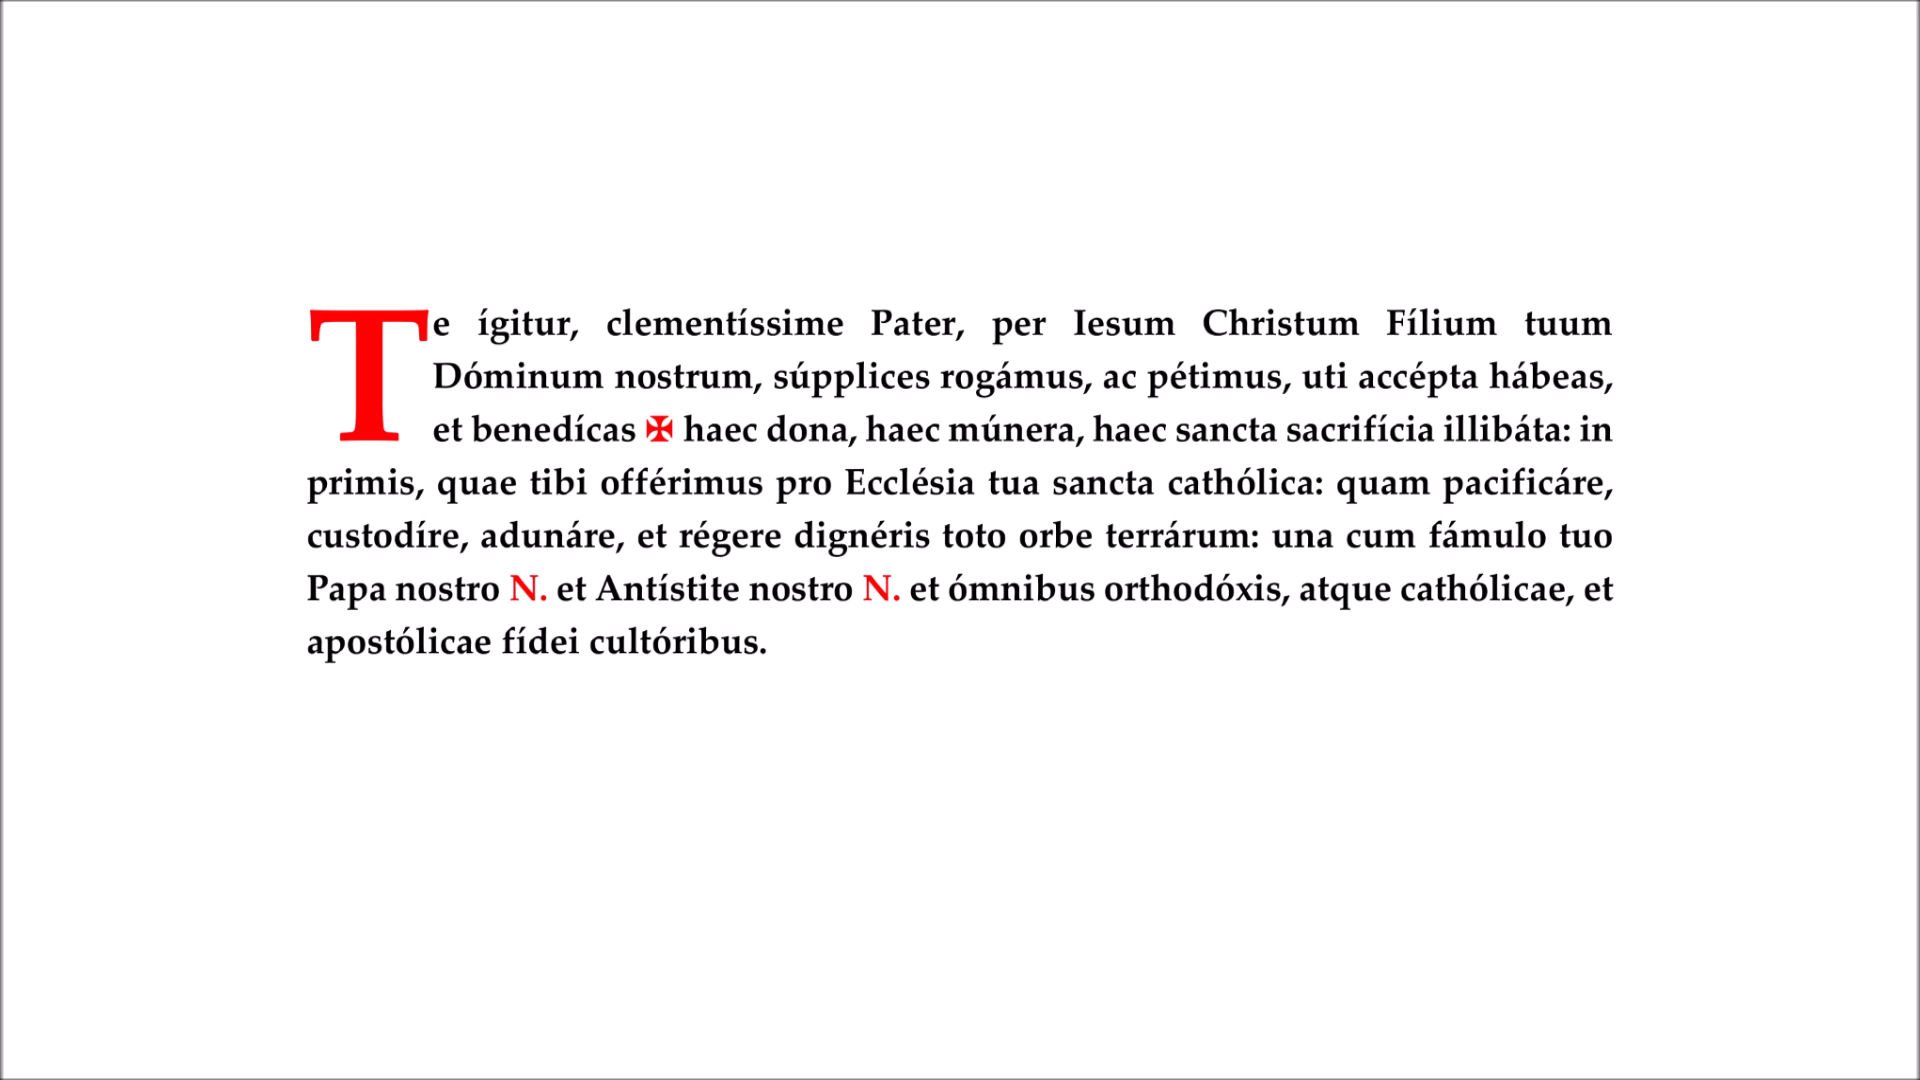 Te ígitur, clementíssime Pater, per Iesum Christum Fílium tuum
Dóminum nostrum, súpplices rogámus, ac pétimus, uti accépta hábeas,
et benedícas ✠ haec dona, haec múnera, haec sancta sacrifícia illibáta: in
primis, quae tibi offérimus pro Ecclésia tua sancta cathólica: quam pacificáre,
custodíre, adunáre, et régere dignéris toto orbe terrárum: una cum fámulo tuo
Papa nostro N. et Antístite nostro N. et ómnibus orthodóxis, atque cathólicae, et
apostólicae fídei cultóribus.